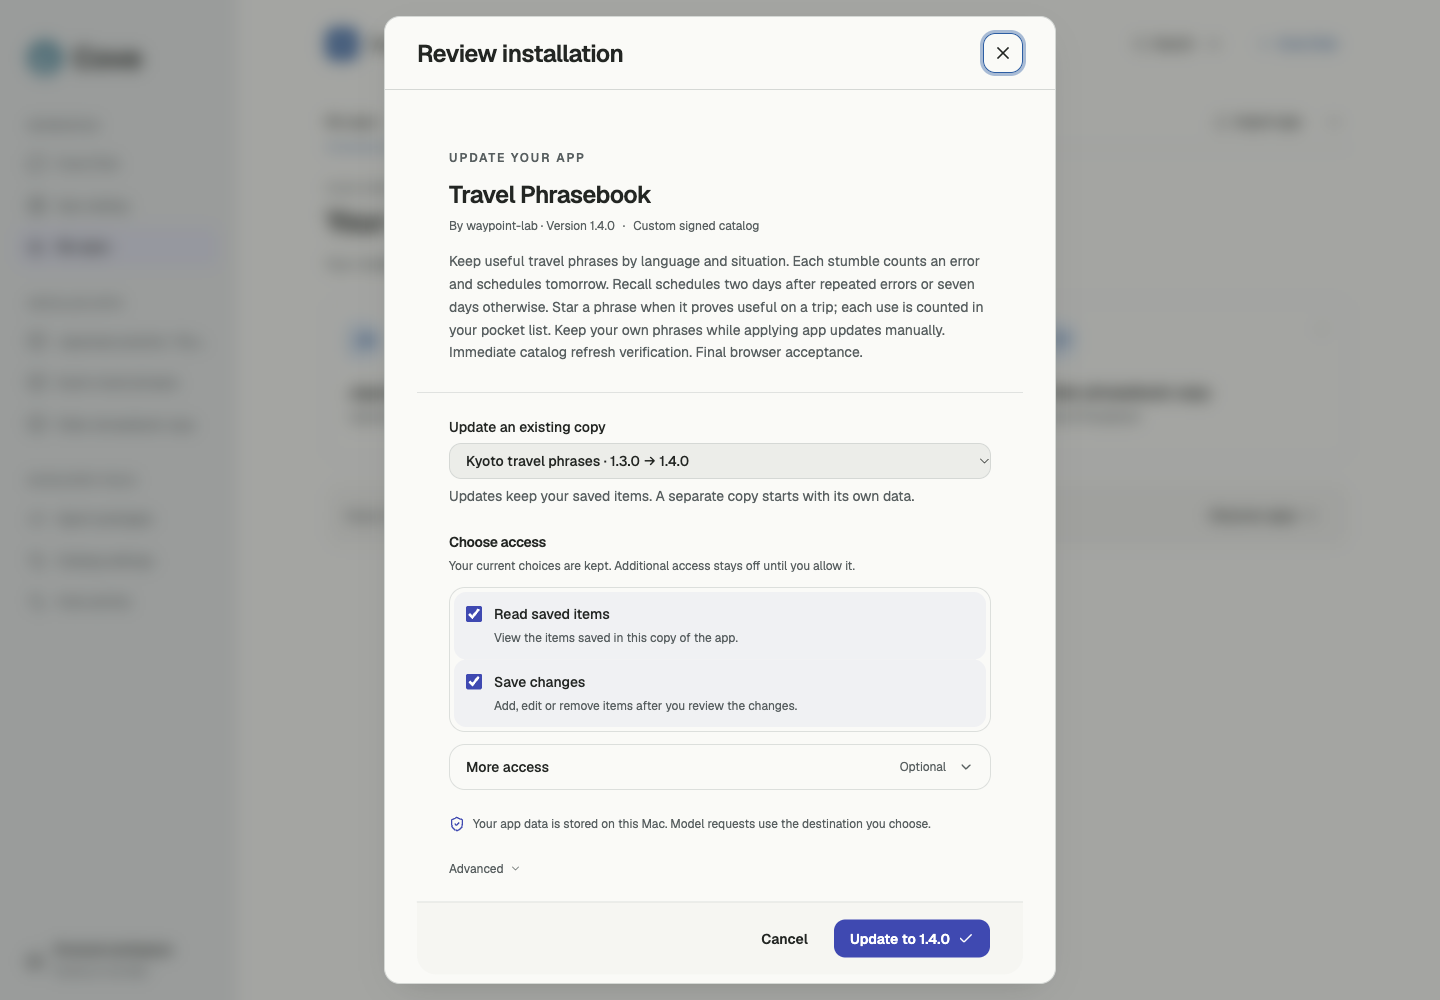 Review installation
UPDATE YOUR APP
Travel Phrasebook
By waypoint-lab · Version 1.4.0 · Custom signed catalog
Keep useful travel phrases by language and situation. Each stumble counts an error
and schedules tomorrow. Recall schedules two days after repeated errors or seven
days otherwise. Star a phrase when it proves useful on a trip; each use is counted in
your pocket list. Keep your own phrases while applying app updates manually.
Immediate catalog refresh verification. Final browser acceptance.
Update an existing copy
Kyoto travel phrases · 1.3.0 → 1.4.0
Updates keep your saved items. A separate copy starts with its own data.
Choose access
Your current choices are kept. Additional access stays off until you allow it.
Read saved items
View the items saved in this copy of the app.
Save changes
Add, edit or remove items after you review the changes.
More access Optional
Your app data is stored on this Mac. Model requests use the destination you choose.
Advanced
Cancel Update to 1.4.0